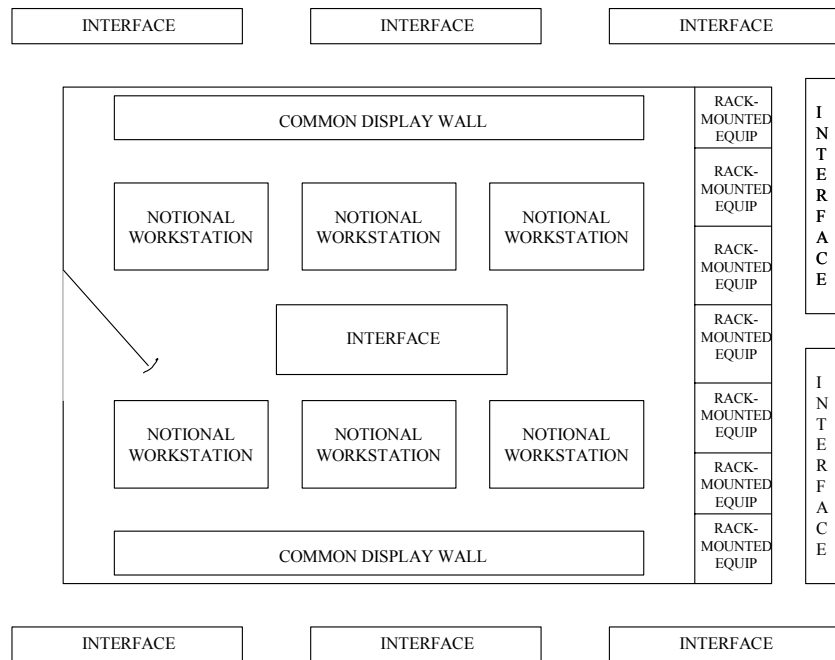 INTERFACE
INTERFACE
INTERFACE
COMMON DISPLAY WALL
RACK-
MOUNTED
EQUIP
NOTIONAL
WORKSTATION
NOTIONAL
WORKSTATION
NOTIONAL
WORKSTATION
RACK-
MOUNTED
EQUIP
RACK-
MOUNTED
EQUIP
INTERFACE
INTERFACE
RACK-
MOUNTED
EQUIP
NOTIONAL
WORKSTATION
NOTIONAL
WORKSTATION
NOTIONAL
WORKSTATION
RACK-
MOUNTED
EQUIP
RACK-
MOUNTED
EQUIP
COMMON DISPLAY WALL
RACK-
MOUNTED
EQUIP
INTERFACE
INTERFACE
INTERFACE
INTERFACE